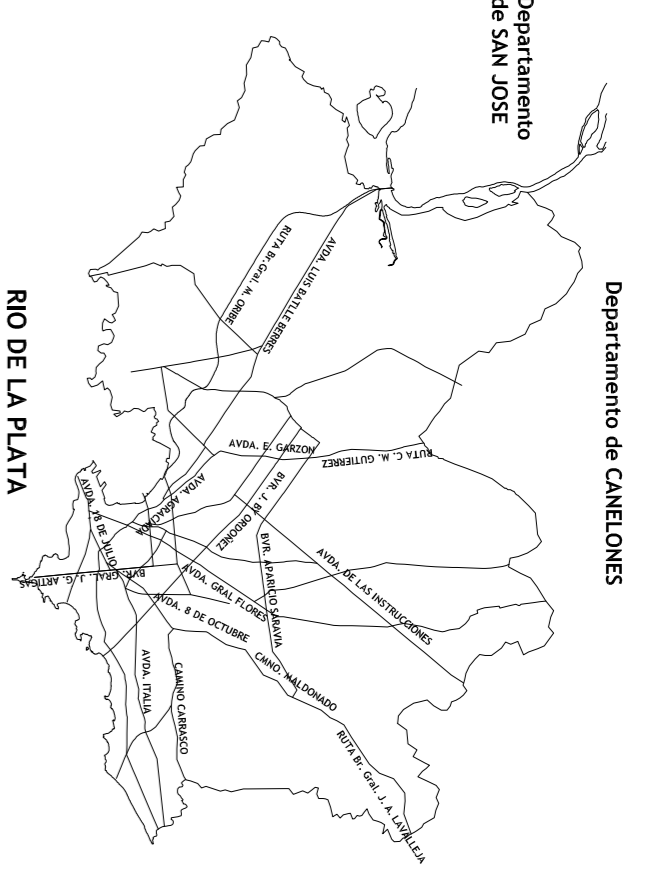 Departamento
de SAN JOSE
Departamento de CANELONES
RIO DE LA PLATA
RUTA Br.Gral. M. ORIBE
AVDA. LUIS BATLLE BERRES
AVDA. E. GARZON
RUTA C. M. GUTIERREZ
AVDA. AGRACIADA
BVR. J. B. ORDOÑEZ
BVR. APARICIO SARAVIA
AVDA. DE LAS INSTRUCCIONES
AVDA. 18 DE JULIO
BVR. GRAL. J. G. ARTIGAS
AVDA. GRAL FLORES
AVDA. 8 DE OCTUBRE
CMNO. MALDONADO
AVDA. ITALIA
CAMINO CARRASCO
RUTA Br. Gral. J. A. LAVALLEJA